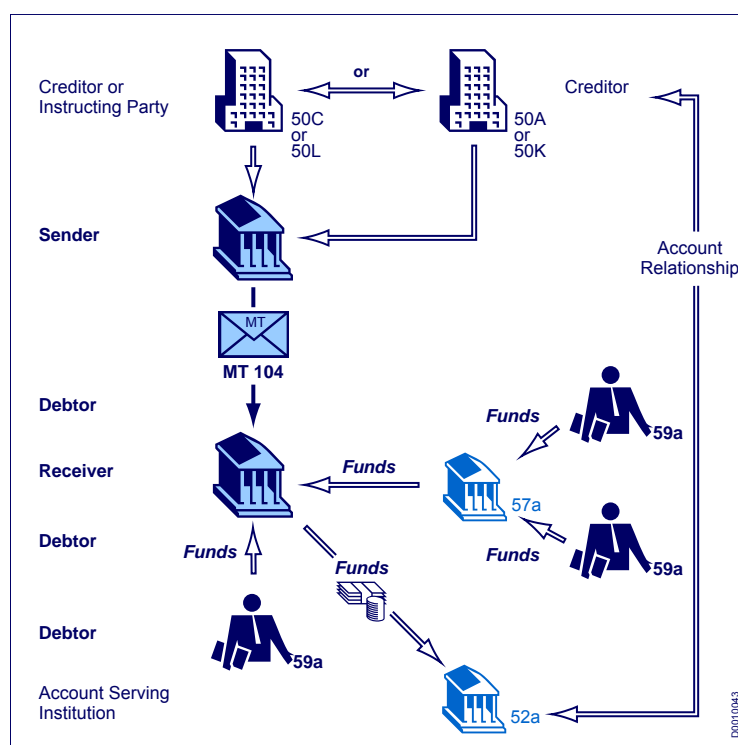 or
Creditor or
Instructing Party
Creditor
50C
or
50L
50A
or
50K
Sender
Account
Relationship
MT
MT 104
Debtor
Funds
59a
Receiver
Funds
57a
Debtor
Funds
Funds
59a
Funds
Debtor
59a
Account Serving
Institution
52a
D0010043